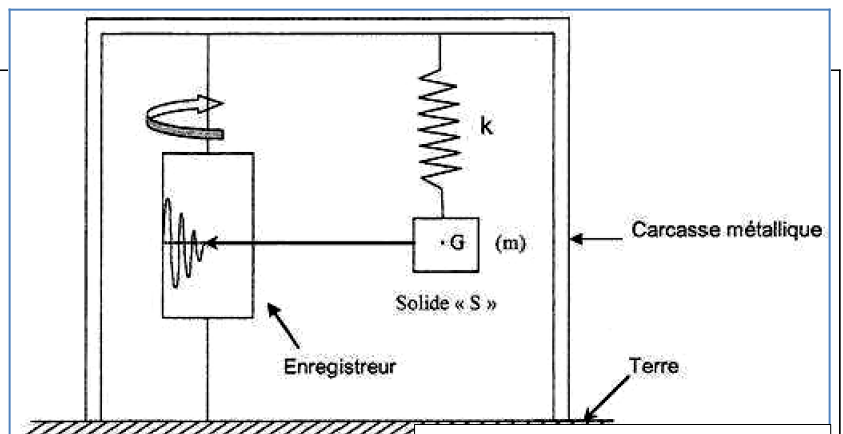 k
Carcasse métallique
G (m)
Solide « S »
Enregistreur
Terre